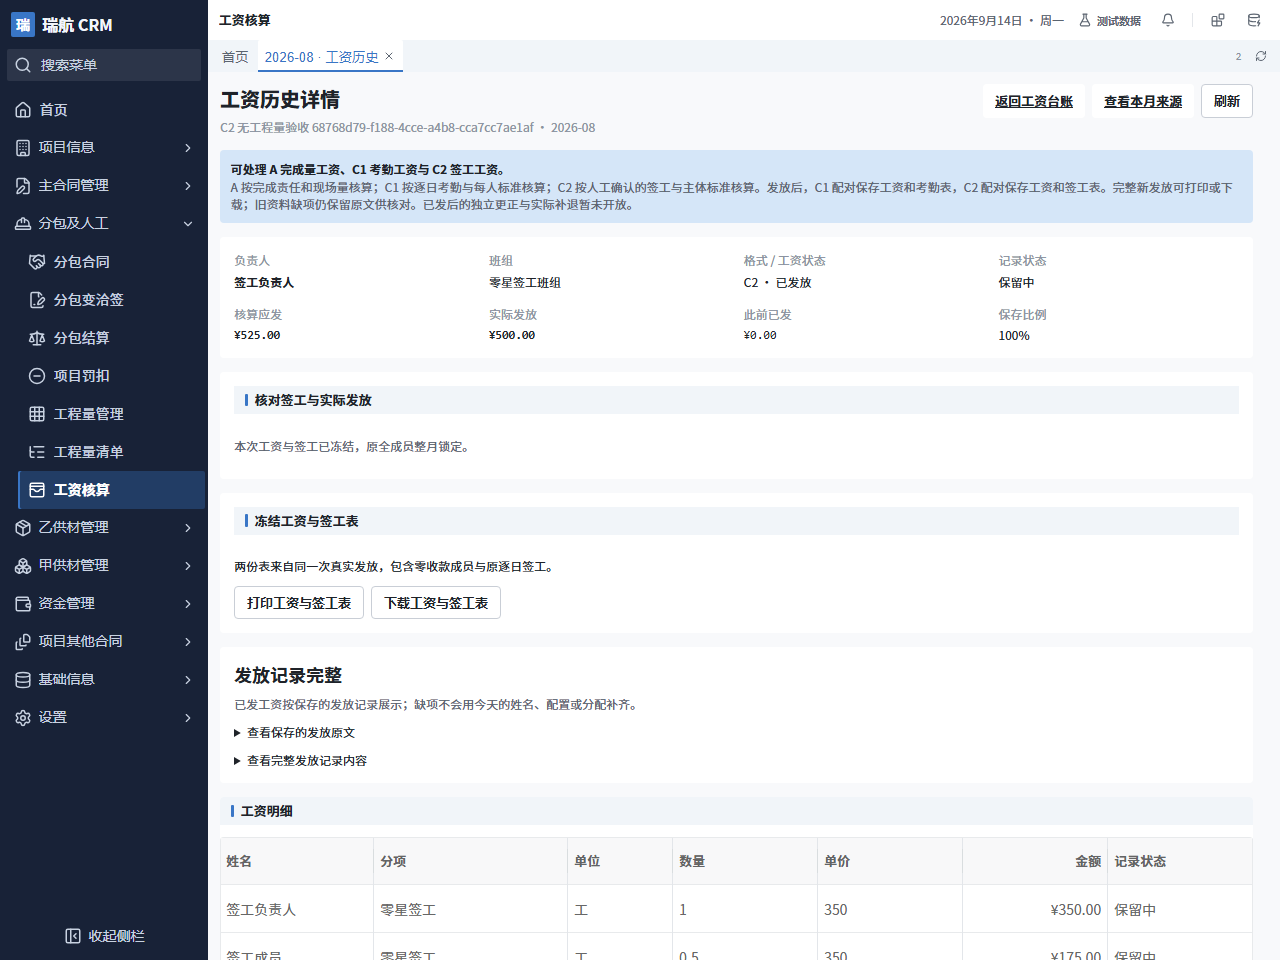 瑞 瑞航 CRM
搜索菜单
首页
项目信息
主合同管理
分包及人工
分包合同
分包变洽签
分包结算
项目罚扣
工程量管理
工程量清单
工资核算
乙供材管理
甲供材管理
资金管理
项目其他合同
基础信息
设置
收起侧栏
工资核算
2026年9月14日 · 周一 测试数据
首页 2026-08 · 工资历史 ×
2
工资历史详情
返回工资台账 查看本月来源 刷新
C2 无工程量验收 68768d79-f188-4cce-a4b8-cca7cc7ae1af · 2026-08
可处理 A 完成量工资、C1 考勤工资与 C2 签工工资。
A 按完成责任和现场量核算；C1 按逐日考勤与每人标准核算；C2 按人工确认的签工与主体标准核算。发放后，C1 配对保存工资和考勤表，C2 配对保存工资和签工表。完整新发放可打印或下
载；旧资料缺项仍保留原文供核对。已发后的独立更正与实际补退暂未开放。
负责人 班组 格式 / 工资状态 记录状态
签工负责人 零星签工班组 C2 · 已发放 保留中
核算应发 实际发放 此前已发 保存比例
¥525.00 ¥500.00 ¥0.00 100%
核对签工与实际发放
本次工资与签工已冻结，原全成员整月锁定。
冻结工资与签工表
两份表来自同一次真实发放，包含零收款成员与原逐日签工。
打印工资与签工表 下载工资与签工表
发放记录完整
已发工资按保存的发放记录展示；缺项不会用今天的姓名、配置或分配补齐。
查看保存的发放原文
查看完整发放记录内容
工资明细
姓名 分项 单位 数量 单价 金额 记录状态
签工负责人 零星签工 工 1 350 ¥350.00 保留中
签工成员 零星签工 工 0.5 350 ¥175.00 保留中